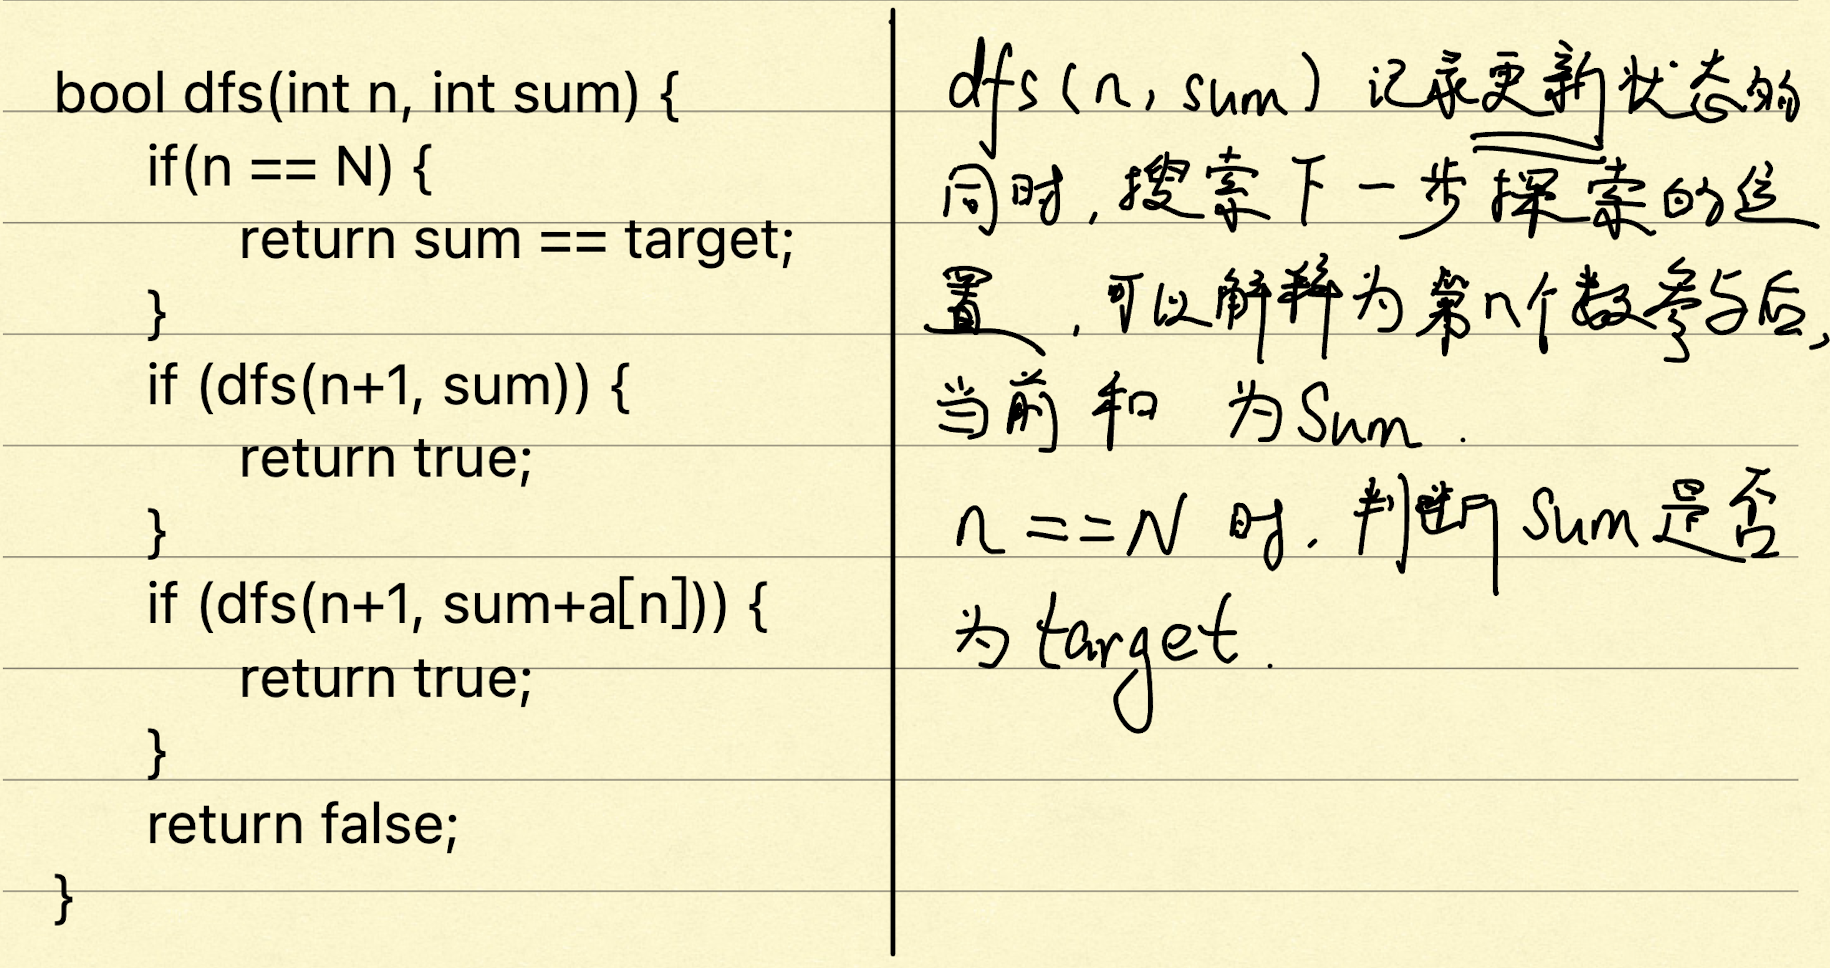 bool dfs(int n, int sum) {
if(n == N) {
return sum == target;
}
if (dfs(n+1, sum)) {
return true;
}
if (dfs(n+1, sum+a[n])) {
return true;
}
return false;
}
dfs(n, sum) 记录更新状态的
同时,搜索下一步探索的位
置,可以解释为第n个数参与后,
当前和 为Sum.
n==N 时.判断Sum是否
为target.